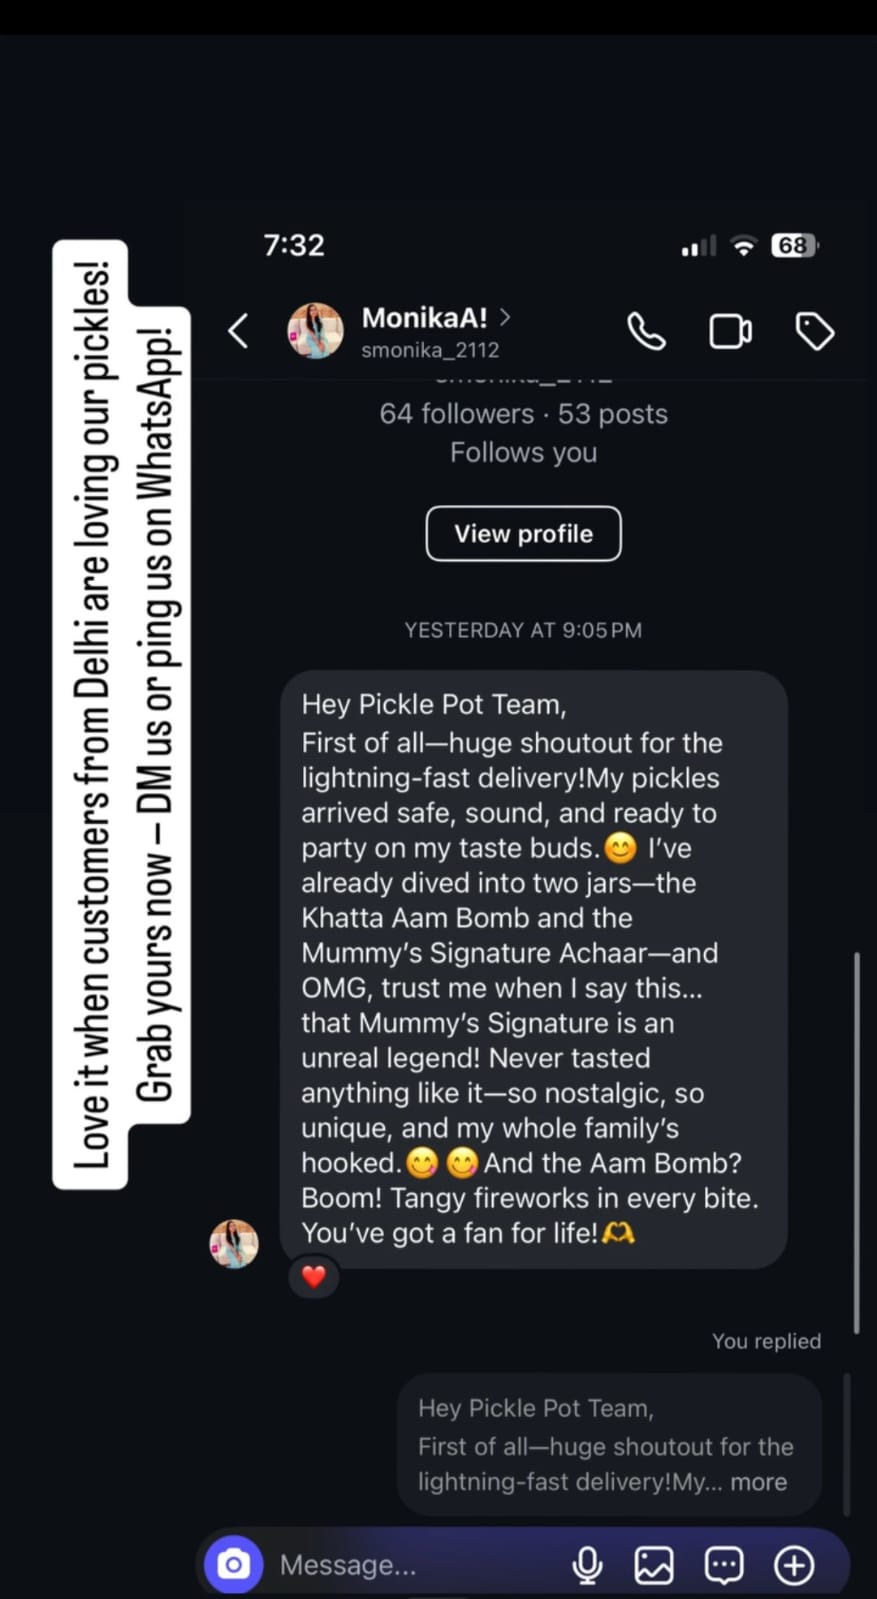 Love it when customers from Delhi are loving our pickles!
Grab yours now – DM us or ping us on WhatsApp!
7:32
68
MonikaA!
smonika_2112
smonika_2112
64 followers · 53 posts
Follows you
View profile
YESTERDAY AT 9:05 PM
Hey Pickle Pot Team,
First of all—huge shoutout for the
lightning-fast delivery!My pickles
arrived safe, sound, and ready to
party on my taste buds.😊 I’ve
already dived into two jars—the
Khatta Aam Bomb and the
Mummy’s Signature Achaar—and
OMG, trust me when I say this...
that Mummy’s Signature is an
unreal legend! Never tasted
anything like it—so nostalgic, so
unique, and my whole family’s
hooked.😋 😋 And the Aam Bomb?
Boom! Tangy fireworks in every bite.
You’ve got a fan for life!🫶
❤️
You replied
Hey Pickle Pot Team,
First of all—huge shoutout for the
lightning-fast delivery!My... more
Message...